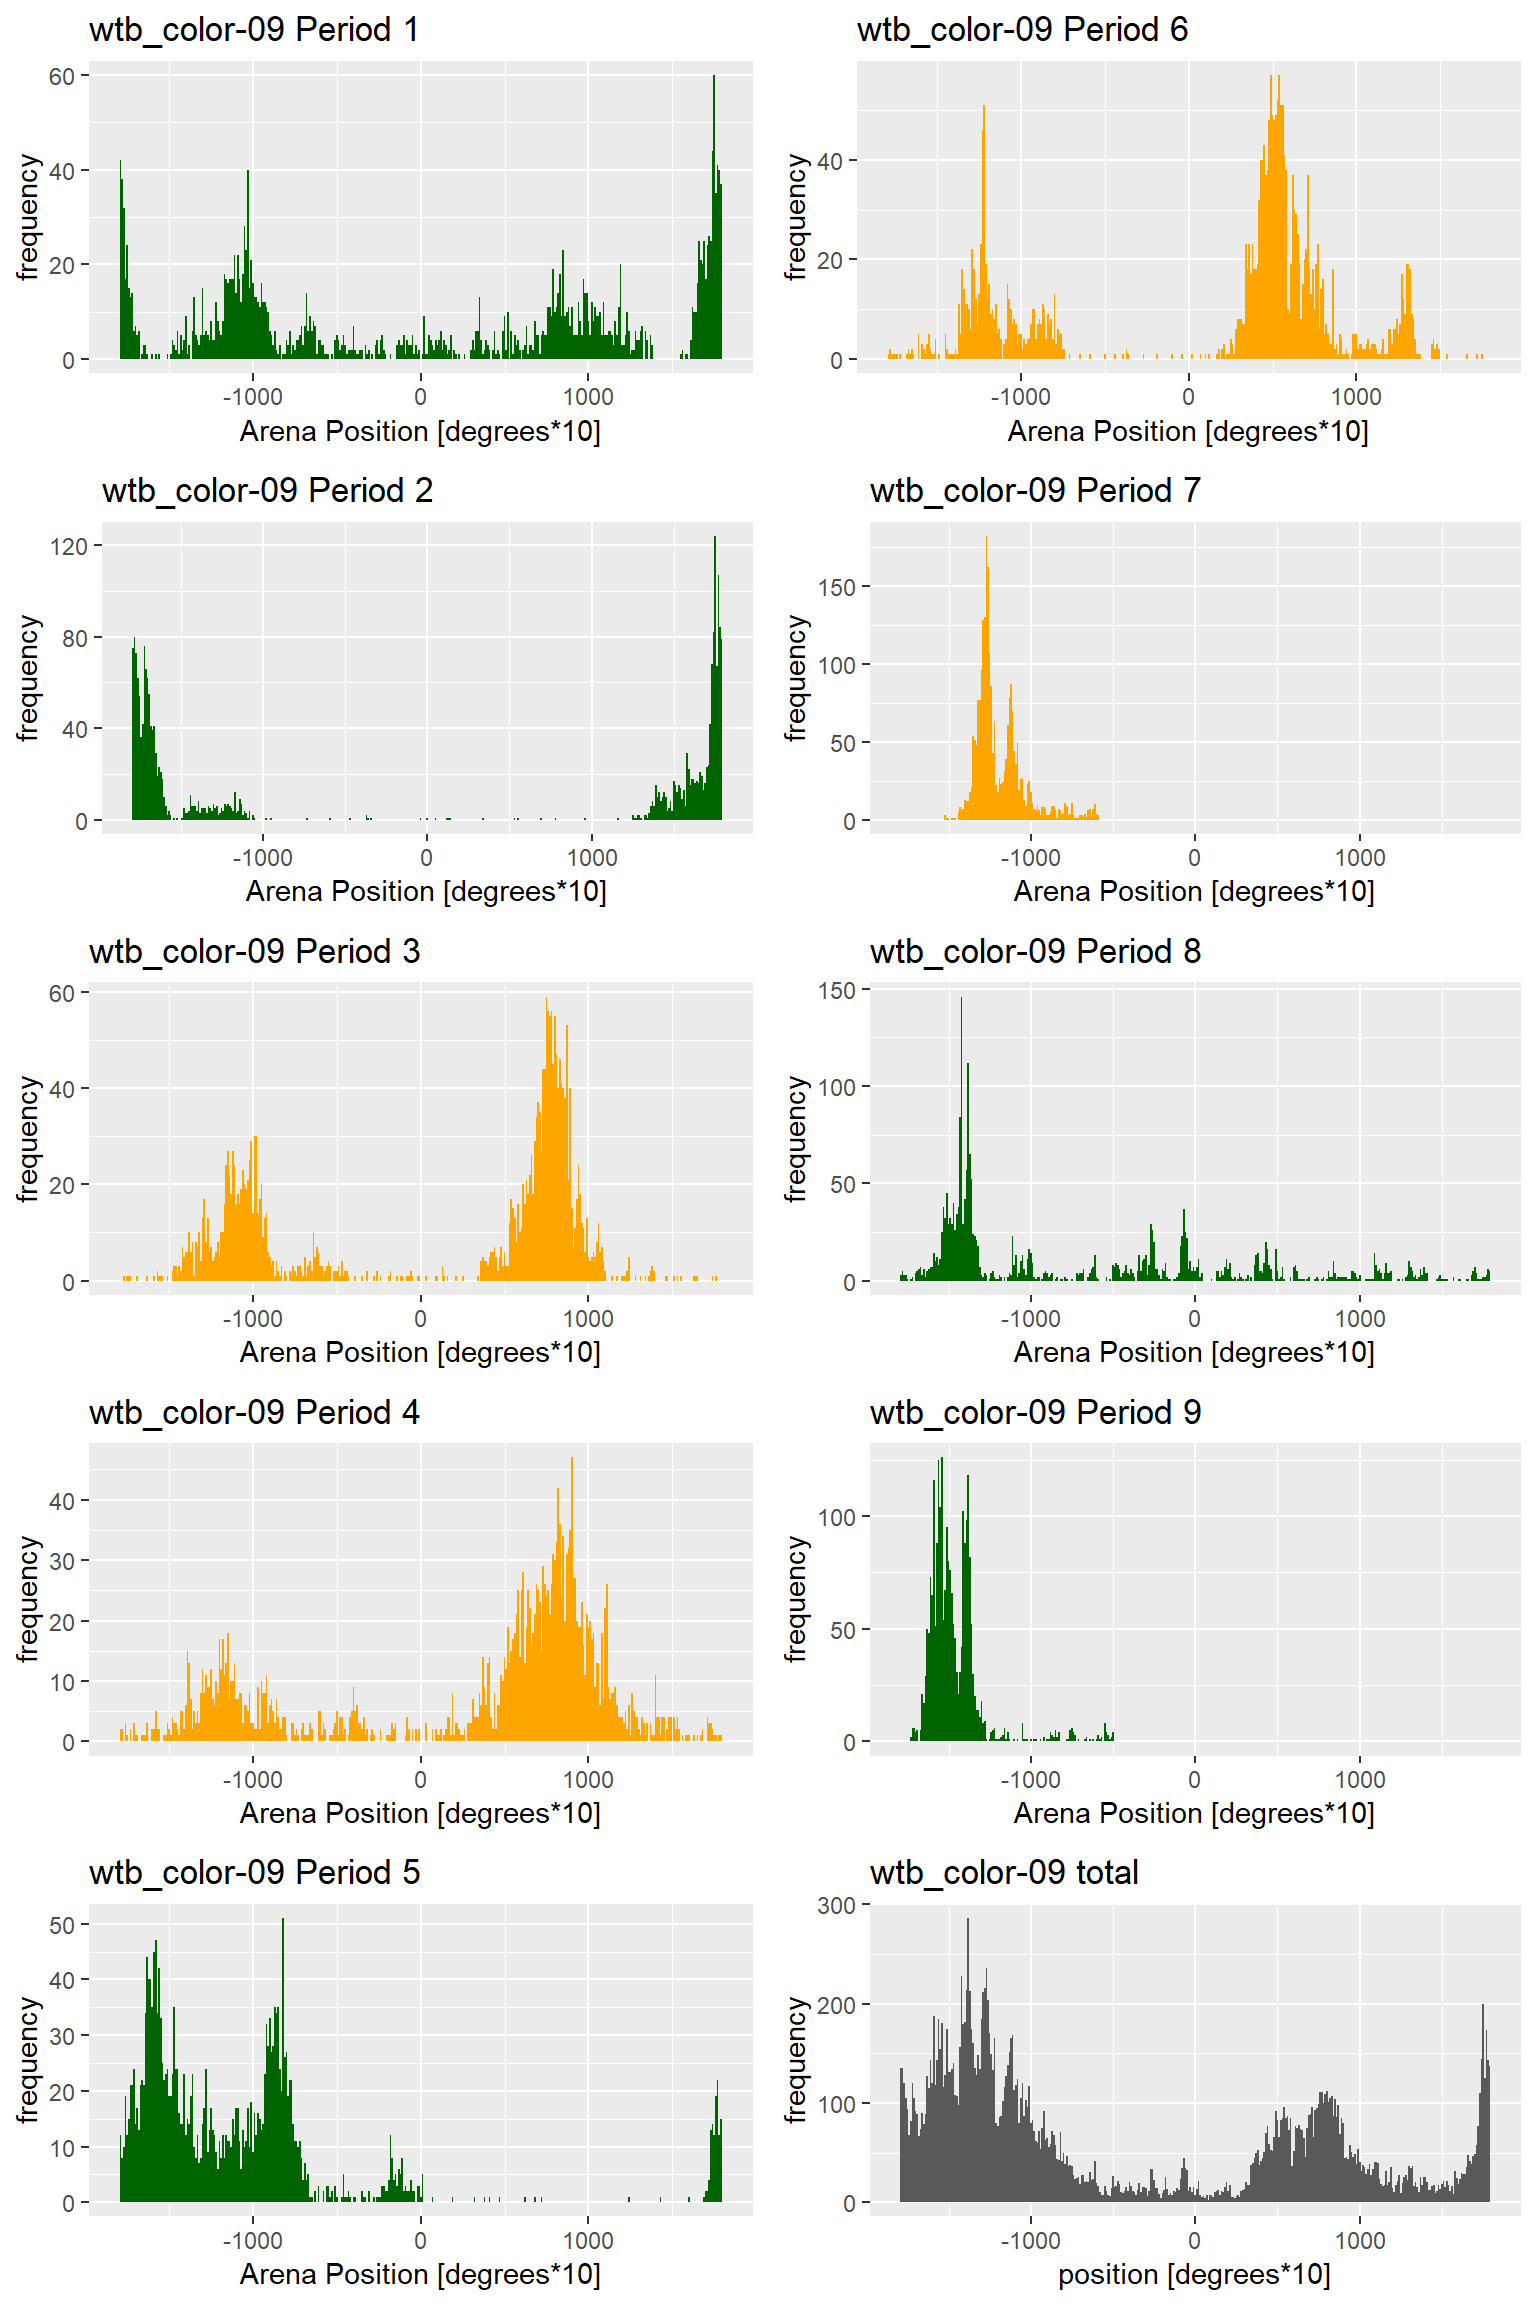 wtb_color-09 Period 1
frequency
60
40
20
0
-1000 0 1000
Arena Position [degrees*10]
wtb_color-09 Period 6
frequency
40
20
0
-1000 0 1000
Arena Position [degrees*10]
wtb_color-09 Period 2
frequency
120
80
40
0
-1000 0 1000
Arena Position [degrees*10]
wtb_color-09 Period 7
frequency
150
100
50
0
-1000 0 1000
Arena Position [degrees*10]
wtb_color-09 Period 3
frequency
60
40
20
0
-1000 0 1000
Arena Position [degrees*10]
wtb_color-09 Period 8
frequency
150
100
50
0
-1000 0 1000
Arena Position [degrees*10]
wtb_color-09 Period 4
frequency
40
30
20
10
0
-1000 0 1000
Arena Position [degrees*10]
wtb_color-09 Period 9
frequency
100
50
0
-1000 0 1000
Arena Position [degrees*10]
wtb_color-09 Period 5
frequency
50
40
30
20
10
0
-1000 0 1000
Arena Position [degrees*10]
wtb_color-09 total
frequency
300
200
100
0
-1000 0 1000
position [degrees*10]